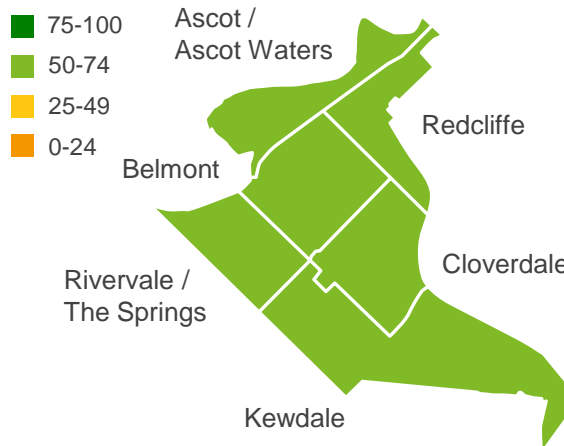 75-100
50-74
25-49
0-24
Ascot /
Ascot Waters
Redcliffe
Belmont
Cloverdale
Rivervale /
The Springs
Kewdale